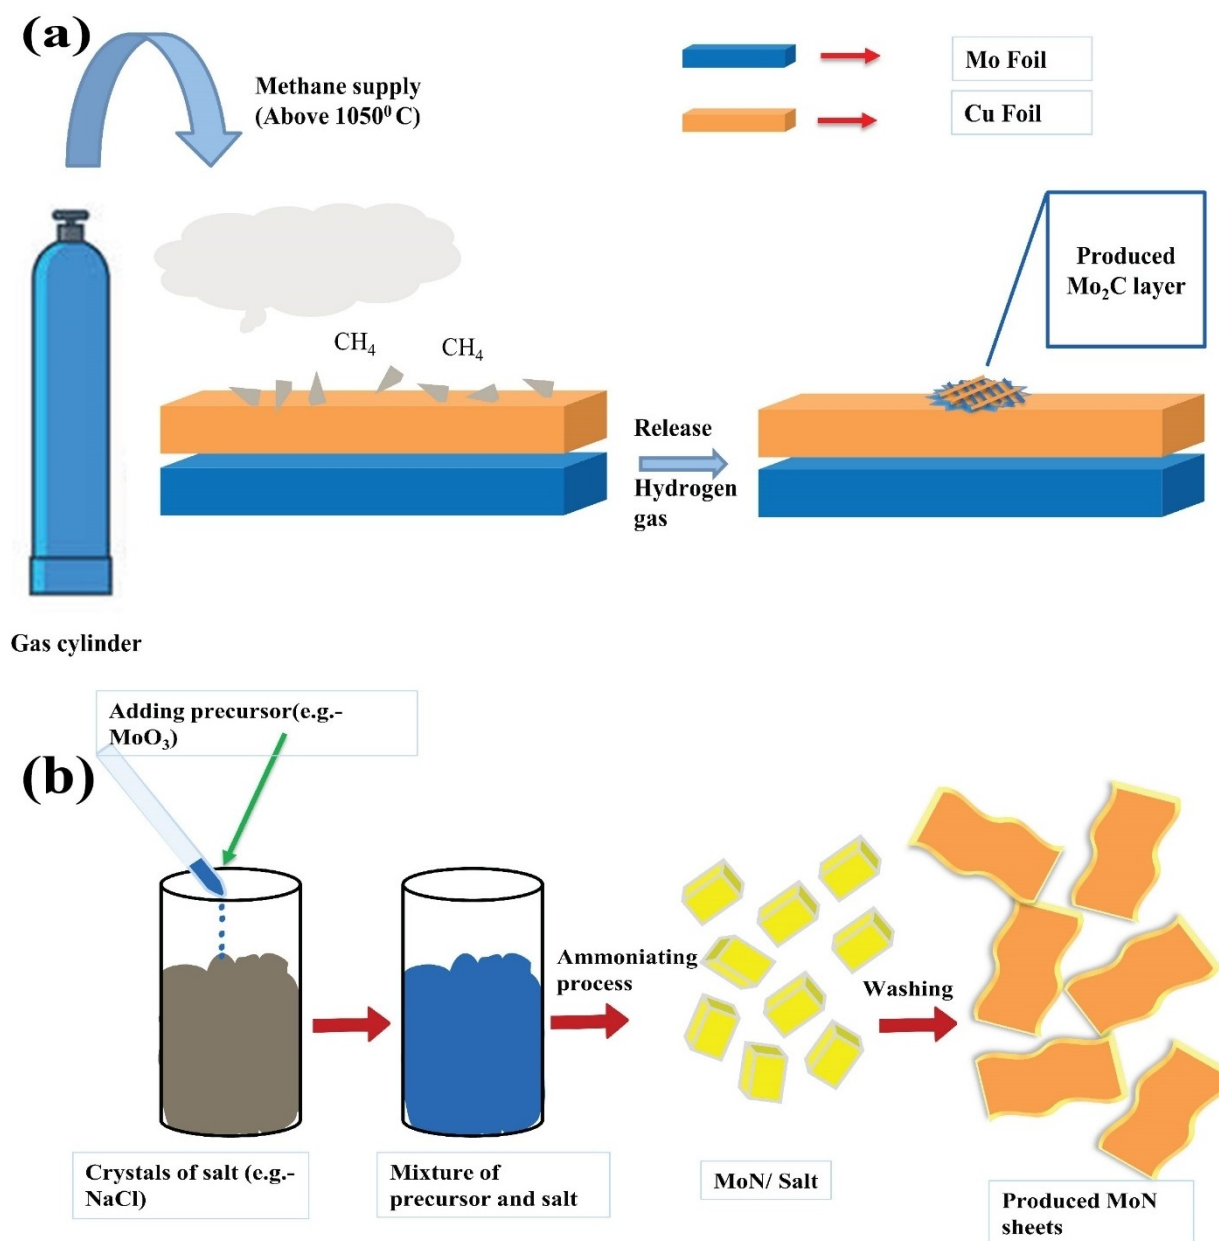 (a)
Methane supply
(Above 1050⁰ C)
Mo Foil
Cu Foil
Produced
Mo₂C layer
CH₄
CH₄
Release
Hydrogen
gas
Gas cylinder
Adding precursor(e.g.-
MoO₃)
(b)
Ammoniating
process
Washing
Crystals of salt (e.g.-
NaCl)
Mixture of
precursor and salt
MoN/ Salt
Produced MoN
sheets